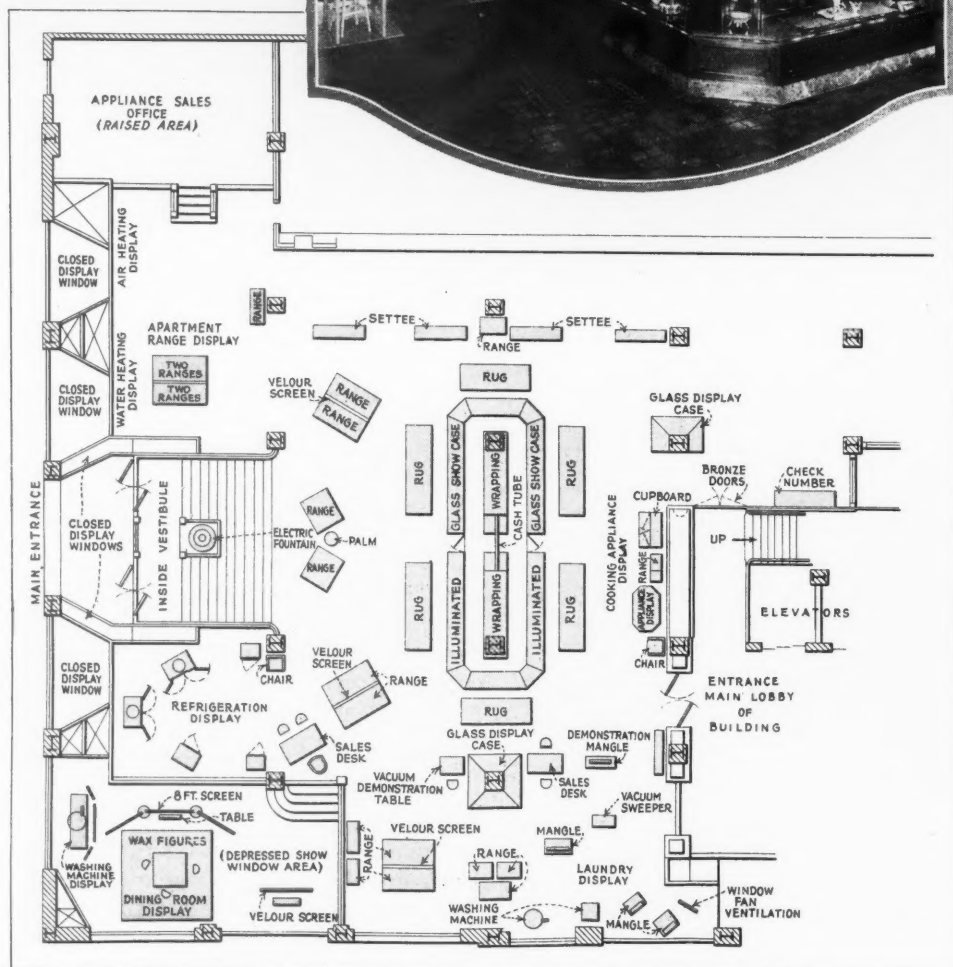 APPLIANCE SALES
OFFICE
(RAISED AREA)
CLOSED
DISPLAY
WINDOW
AIR HEATING
DISPLAY
RANGE
SETTEE
SETTEE
RANGE
APARTMENT
RANGE DISPLAY
TWO
RANGES
TWO
RANGES
CLOSED
DISPLAY
WINDOW
WATER HEATING
DISPLAY
VELOUR
SCREEN
RANGE
RANGE
RUG
GLASS DISPLAY
CASE
RUG
GLASS SHOW CASE
WRAPPING
GLASS SHOW CASE
RUG
CASH TUBE
BRONZE
DOORS
CHECK
NUMBER
CUPBOARD
UP
MAIN ENTRANCE
CLOSED
DISPLAY
WINDOWS
INSIDE VESTIBULE
ELECTRIC
FOUNTAIN
RANGE
PALM
RANGE
COOKING APPLIANCE
DISPLAY
RANGE
APPLIANCE
DISPLAY
ELEVATORS
RUG
ILLUMINATED
WRAPPING
ILLUMINATED
RUG
CHAIR
CLOSED
DISPLAY
WINDOW
CHAIR
VELOUR
SCREEN
RANGE
REFRIGERATION
DISPLAY
RUG
ENTRANCE
MAIN LOBBY
OF
BUILDING
SALES
DESK
GLASS DISPLAY
CASE
DEMONSTRATION
MANGLE
VACUUM
DEMONSTRATION
TABLE
SALES
DESK
VACUUM
SWEEPER
8 FT. SCREEN
TABLE
WAX FIGURES
(DEPRESSED SHOW
WINDOW AREA)
WASHING
MACHINE
DISPLAY
DINING ROOM
DISPLAY
VELOUR SCREEN
RANGE
VELOUR SCREEN
RANGE
MANGLE
LAUNDRY
DISPLAY
WASHING
MACHINE
MANGLE
WINDOW
FAN
VENTILATION